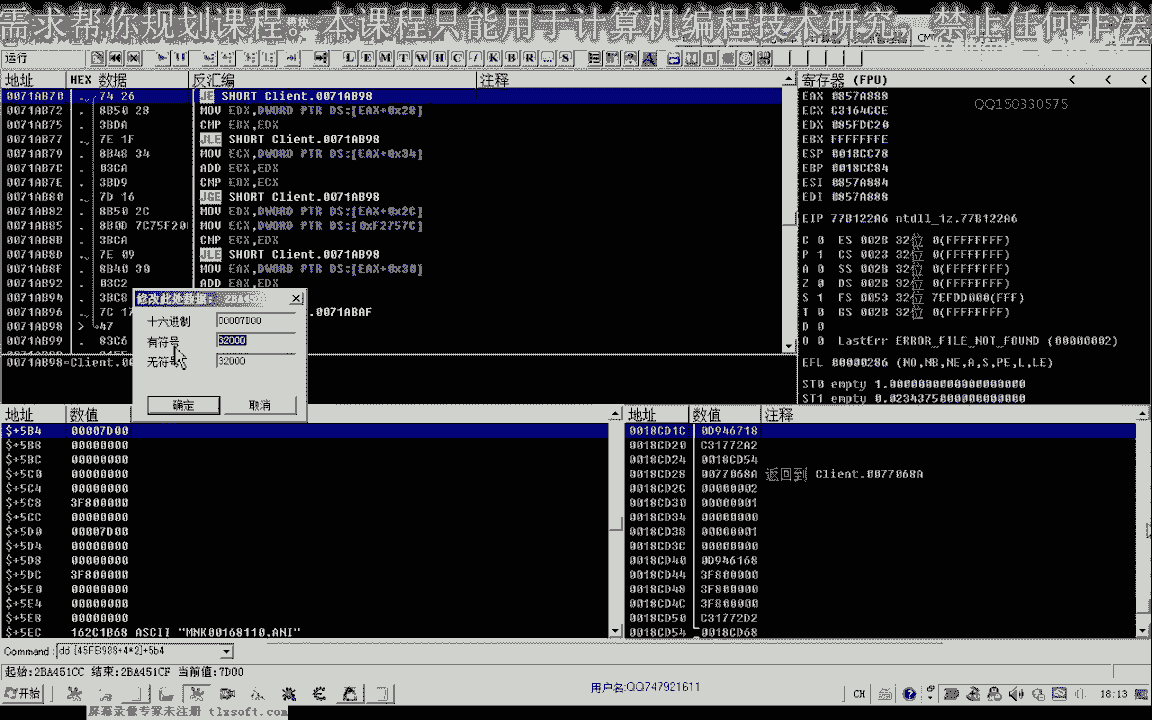 需求帮你规划课程。模块 本课程只能用于计算机编程技术研究 禁止任何非法
运行
L E M T W H C / K B R ... S
地址 HEX 数据 反汇编 注释
寄存器 (FPU) < < <
QQ150330575
0071AB70 74 26 JE SHORT Client.0071AB98
0071AB72 8B50 28 MOV EDX,DWORD PTR DS:[EAX+0x28]
0071AB75 3BDA CMP EBX,EDX
0071AB77 7E 1F JLE SHORT Client.0071AB98
0071AB79 8B48 34 MOV ECX,DWORD PTR DS:[EAX+0x34]
0071AB7C 03CA ADD ECX,EDX
0071AB7E 3BD9 CMP EBX,ECX
0071AB80 7D 16 JGE SHORT Client.0071AB98
0071AB82 8B50 2C MOV EDX,DWORD PTR DS:[EAX+0x2C]
0071AB85 8B0D 7C75F20 MOV ECX,DWORD PTR DS:[0xF2757C]
0071AB8B 3BCA CMP ECX,EDX
0071AB8D 7E 09 JLE SHORT Client.0071AB98
0071AB8F 8B40 38 MOV EAX,DWORD PTR DS:[EAX+0x38]
0071AB92 03C2 ADD EAX,EDX
0071AB94 3BC8
0071AB96 7C 17 .0071ABAF
0071AB98 > 47
0071AB99 83C6
0071AB98=Client.00
EAX 0857A888
ECX C3164CCE
EDX 085FDC20
EBX FFFFFFFE
ESP 0018CC78
EBP 0018CC84
ESI 0857A884
EDI 0857A888
EIP 77B122A6 ntdll_1z.77B122A6
C 0 ES 002B 32位 0(FFFFFFFF)
P 1 CS 0023 32位 0(FFFFFFFF)
A 0 SS 002B 32位 0(FFFFFFFF)
Z 0 DS 002B 32位 0(FFFFFFFF)
S 1 FS 0053 32位 7EFDD000(FFF)
T 0 GS 002B 32位 0(FFFFFFFF)
D 0
O 0 LastErr ERROR_FILE_NOT_FOUND (00000002)
EFL 00000286 (NO,NB,NE,A,S,PE,L,LE)
ST0 empty 1.0000000000000000000
ST1 empty 0.0234375000000000000
修改此处数据:
十六进制 00007D00
有符号 32000
无符号 32000
确定 取消
地址 数值
$+5B4 00007D00
$+5B8 00000000
$+5BC 00000000
$+5C0 00000000
$+5C4 00000000
$+5C8 3F800000
$+5CC 00000000
$+5D0 00007D00
$+5D4 00000000
$+5D8 00000000
$+5DC 3F800000
$+5E0 00000000
$+5E4 00000000
$+5E8 00000000
$+5EC 162C1B68 ASCII "MNK00168110.ANI"
地址 数值 注释
0018CD1C 0D946718
0018CD20 C31772A2
0018CD24 0018CD54
0018CD28 0077068A 返回到 Client.0077068A
0018CD2C 00000002
0018CD30 00000001
0018CD34 00000000
0018CD38 00000001
0018CD3C 00000000
0018CD40 0D946168
0018CD44 3F800000
0018CD48 3F800000
0018CD4C 3F800000
0018CD50 C31772D2
0018CD54 0018CD68
Command: dd [45FB988+4*2]+5b4
起始:2BA451CC 结束:2BA451CF 当前值:7D00
开始
用户名:QQ747921611
CH
18:13
屏幕录像专家未注册 tlxsoft.com